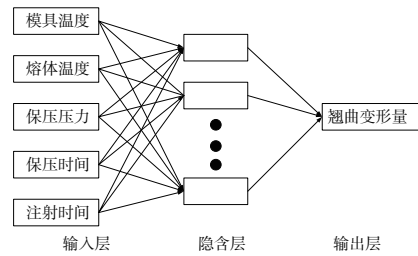 模具温度
熔体温度
保压压力
保压时间
注射时间
翘曲变形量
输入层
隐含层
输出层